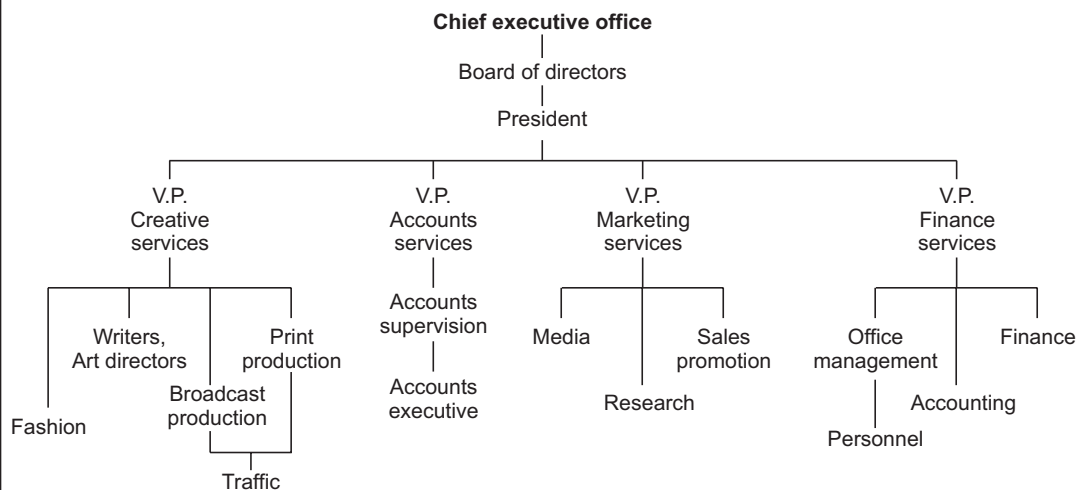 Chief executive office
Board of directors
President
V.P.
Creative
services
V.P.
Accounts
services
V.P.
Marketing
services
V.P.
Finance
services
Fashion
Writers,
Art directors
Broadcast
production
Print
production
Traffic
Accounts
supervision
Accounts
executive
Media
Research
Sales
promotion
Office
management
Personnel
Accounting
Finance